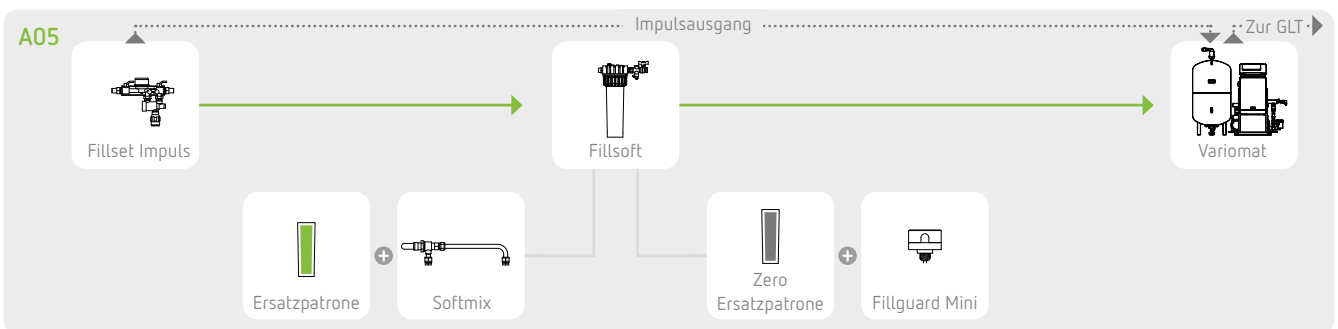 A05
Impulsausgang
Zur GLT
Fillset Impuls
Fillsoft
Variomat
Ersatzpatrone
Softmix
Zero
Ersatzpatrone
Fillguard Mini